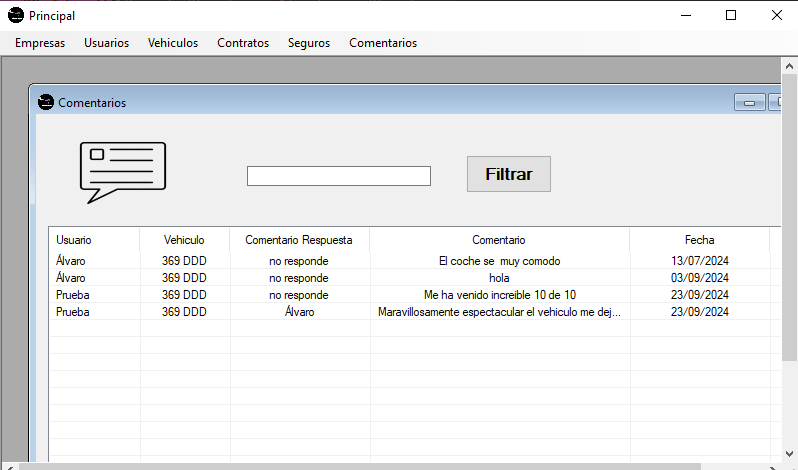 Principal
Empresas Usuarios Vehiculos Contratos Seguros Comentarios
Comentarios
Filtrar
Usuario Vehiculo Comentario Respuesta Comentario Fecha
Álvaro 369 DDD no responde El coche se muy comodo 13/07/2024
Álvaro 369 DDD no responde hola 03/09/2024
Prueba 369 DDD no responde Me ha venido increible 10 de 10 23/09/2024
Prueba 369 DDD Álvaro Maravillosamente espectacular el vehiculo me dej... 23/09/2024